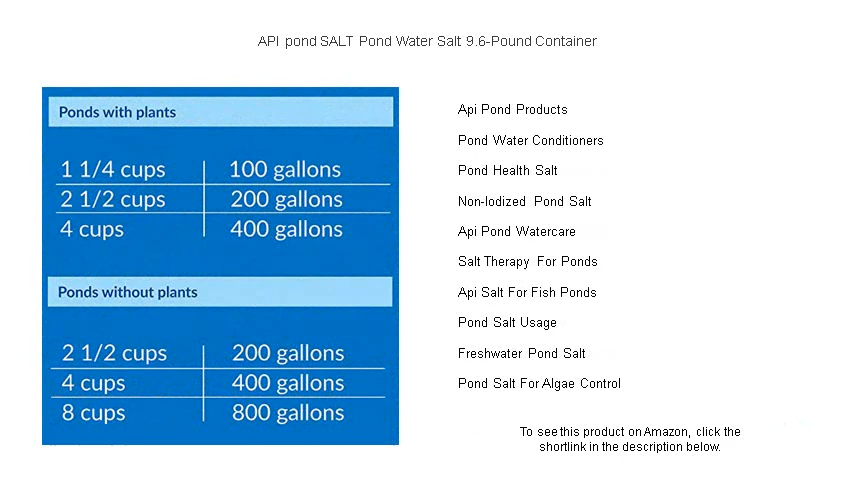 API pond SALT Pond Water Salt 9.6-Pound Container
Ponds with plants
1 1/4 cups 100 gallons
2 1/2 cups 200 gallons
4 cups 400 gallons
Ponds without plants
2 1/2 cups 200 gallons
4 cups 400 gallons
8 cups 800 gallons
Api Pond Products
Pond Water Conditioners
Pond Health Salt
Non-Iodized Pond Salt
Api Pond Watercare
Salt Therapy For Ponds
Api Salt For Fish Ponds
Pond Salt Usage
Freshwater Pond Salt
Pond Salt For Algae Control
To see this product on Amazon, click the
shortlink in the description below.